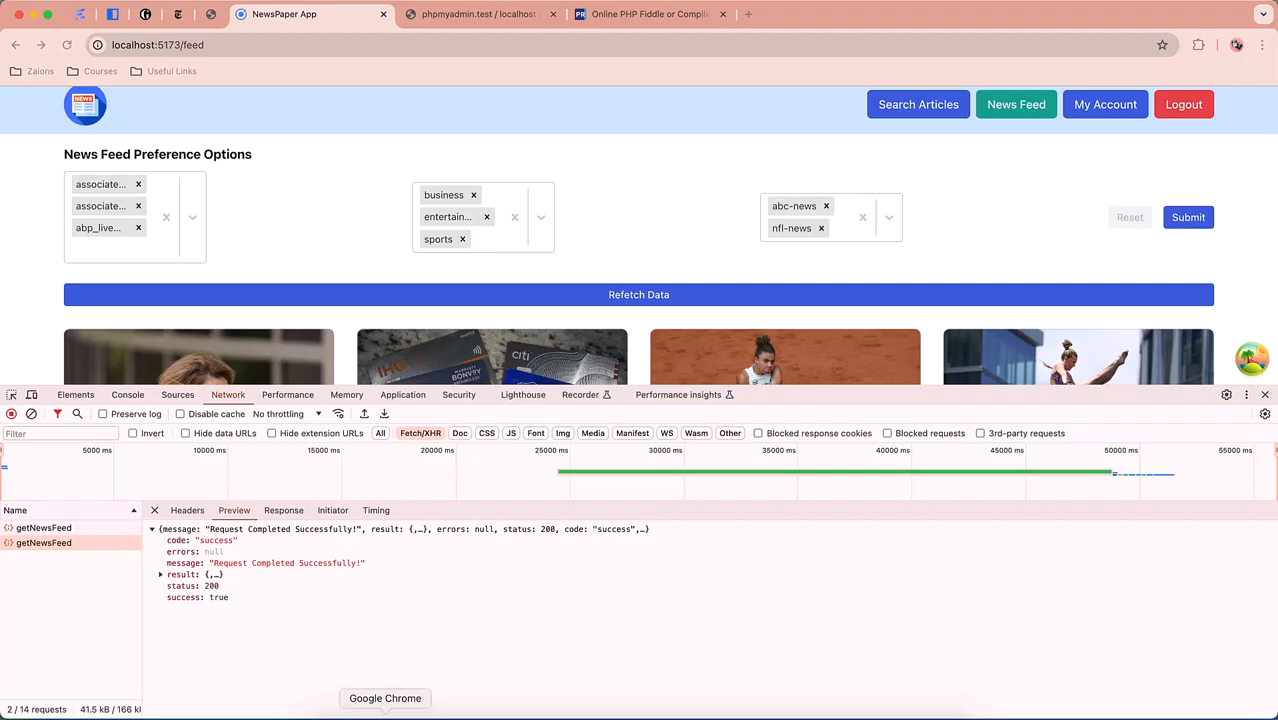 NewsPaper App
phpmyadmin.test / localhost
Online PHP Fiddle or Compile
localhost:5173/feed
Zaions
Courses
Useful Links
NEWS
Search Articles
News Feed
My Account
Logout
News Feed Preference Options
associate...
associate...
abp_live...
business
entertain...
sports
abc-news
nfl-news
Reset
Submit
Refetch Data
IHG
MARRIOTT
BONVOY
citi
Elements Console Sources Network Performance Memory Application Security Lighthouse Recorder Performance insights
Preserve log Disable cache No throttling
Filter Invert Hide data URLs Hide extension URLs All Fetch/XHR Doc CSS JS Font Img Media Manifest WS Wasm Other Blocked response cookies Blocked requests 3rd-party requests
5000 ms 10000 ms 15000 ms 20000 ms 25000 ms 30000 ms 35000 ms 40000 ms 45000 ms 50000 ms 55000 ms
Name Headers Preview Response Initiator Timing
getNewsFeed
getNewsFeed
{message: "Request Completed Successfully!", result: {,…}, errors: null, status: 200, code: "success",…}
code: "success"
errors: null
message: "Request Completed Successfully!"
result: {,…}
status: 200
success: true
Google Chrome
2 / 14 requests 41.5 kB / 166 k